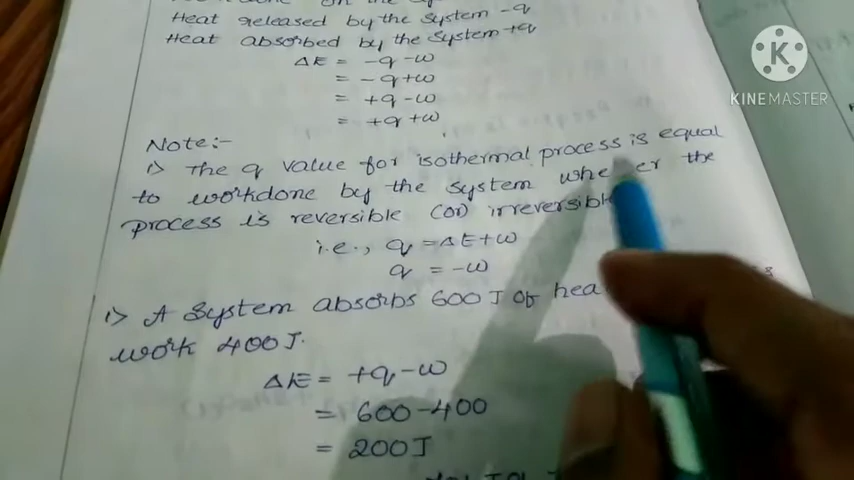 Heat released by the system -q
Heat absorbed by the system +q
ΔE = -q -w
= -q +w
= +q -w
= +q +w
Note:-
1> The q value for isothermal process is equal
to workdone by the system the
process is reversible (or)
i.e., q = ΔE + w
q = -w
1> A system absorbs 600 J of
work 400 J.
ΔE = +q - w
= 600 - 400
= 200 J
K
KINEMASTER